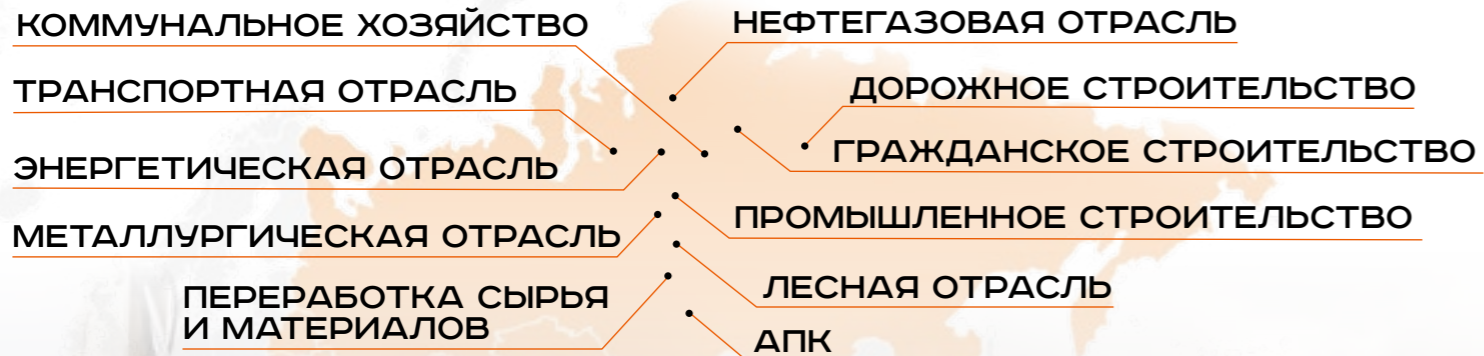 КОММУНАЛЬНОЕ ХОЗЯЙСТВО
ТРАНСПОРТНАЯ ОТРАСЛЬ
ЭНЕРГЕТИЧЕСКАЯ ОТРАСЛЬ
МЕТАЛЛУРГИЧЕСКАЯ ОТРАСЛЬ
ПЕРЕРАБОТКА СЫРЬЯ
И МАТЕРИАЛОВ
НЕФТЕГАЗОВАЯ ОТРАСЛЬ
ДОРОЖНОЕ СТРОИТЕЛЬСТВО
ГРАЖДАНСКОЕ СТРОИТЕЛЬСТВО
ПРОМЫШЛЕННОЕ СТРОИТЕЛЬСТВО
ЛЕСНАЯ ОТРАСЛЬ
АПК